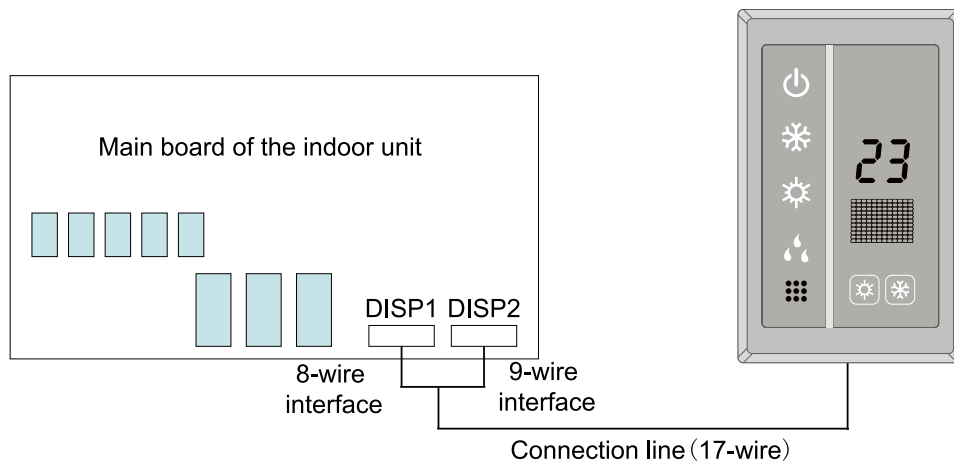 Main board of the indoor unit
23
DISP1 DISP2
8-wire
interface
9-wire
interface
Connection line (17-wire)